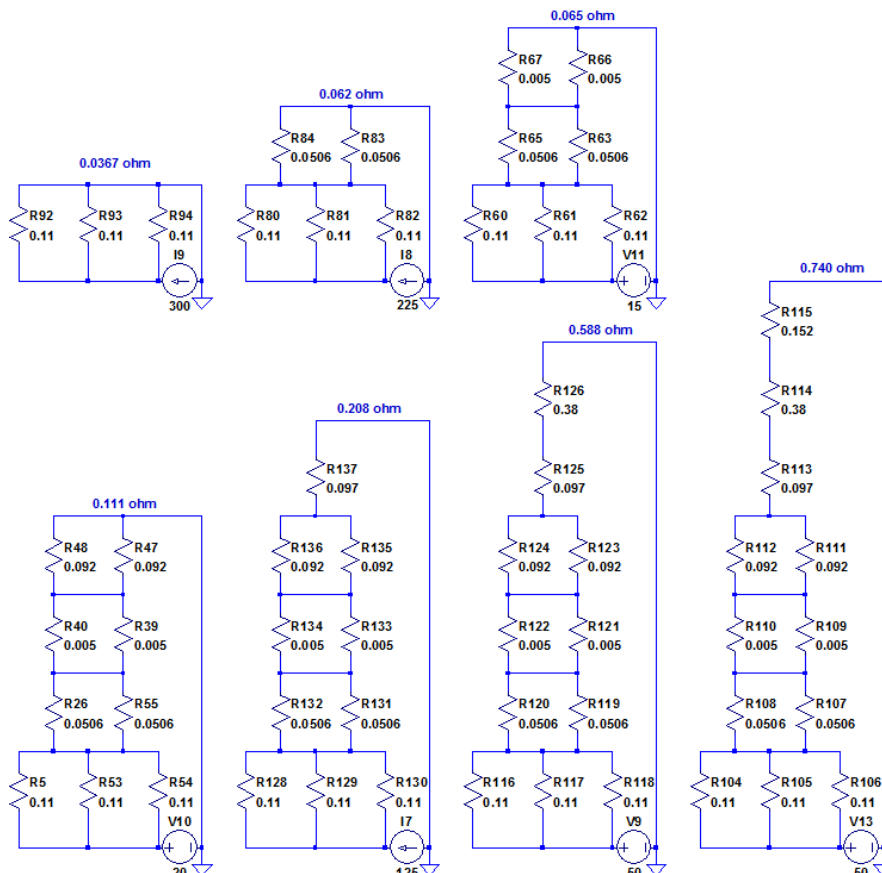 0.065 ohm
R67
0.005
R66
0.005
0.062 ohm
R84
0.0506
R83
0.0506
R65
0.0506
R63
0.0506
0.0367 ohm
R92
0.11
R93
0.11
R94
0.11
I9
300
R80
0.11
R81
0.11
R82
0.11
I8
225
R60
0.11
R61
0.11
R62
0.11
V11
15
0.740 ohm
R115
0.152
0.588 ohm
R126
0.38
R114
0.38
0.208 ohm
R137
0.097
R125
0.097
R113
0.097
0.111 ohm
R48
0.092
R47
0.092
R136
0.092
R135
0.092
R124
0.092
R123
0.092
R112
0.092
R111
0.092
R40
0.005
R39
0.005
R134
0.005
R133
0.005
R122
0.005
R121
0.005
R110
0.005
R109
0.005
R26
0.0506
R55
0.0506
R132
0.0506
R131
0.0506
R120
0.0506
R119
0.0506
R108
0.0506
R107
0.0506
R5
0.11
R53
0.11
R54
0.11
V10
20
R128
0.11
R129
0.11
R130
0.11
I7
125
R116
0.11
R117
0.11
R118
0.11
V9
50
R104
0.11
R105
0.11
R106
0.11
V13
50